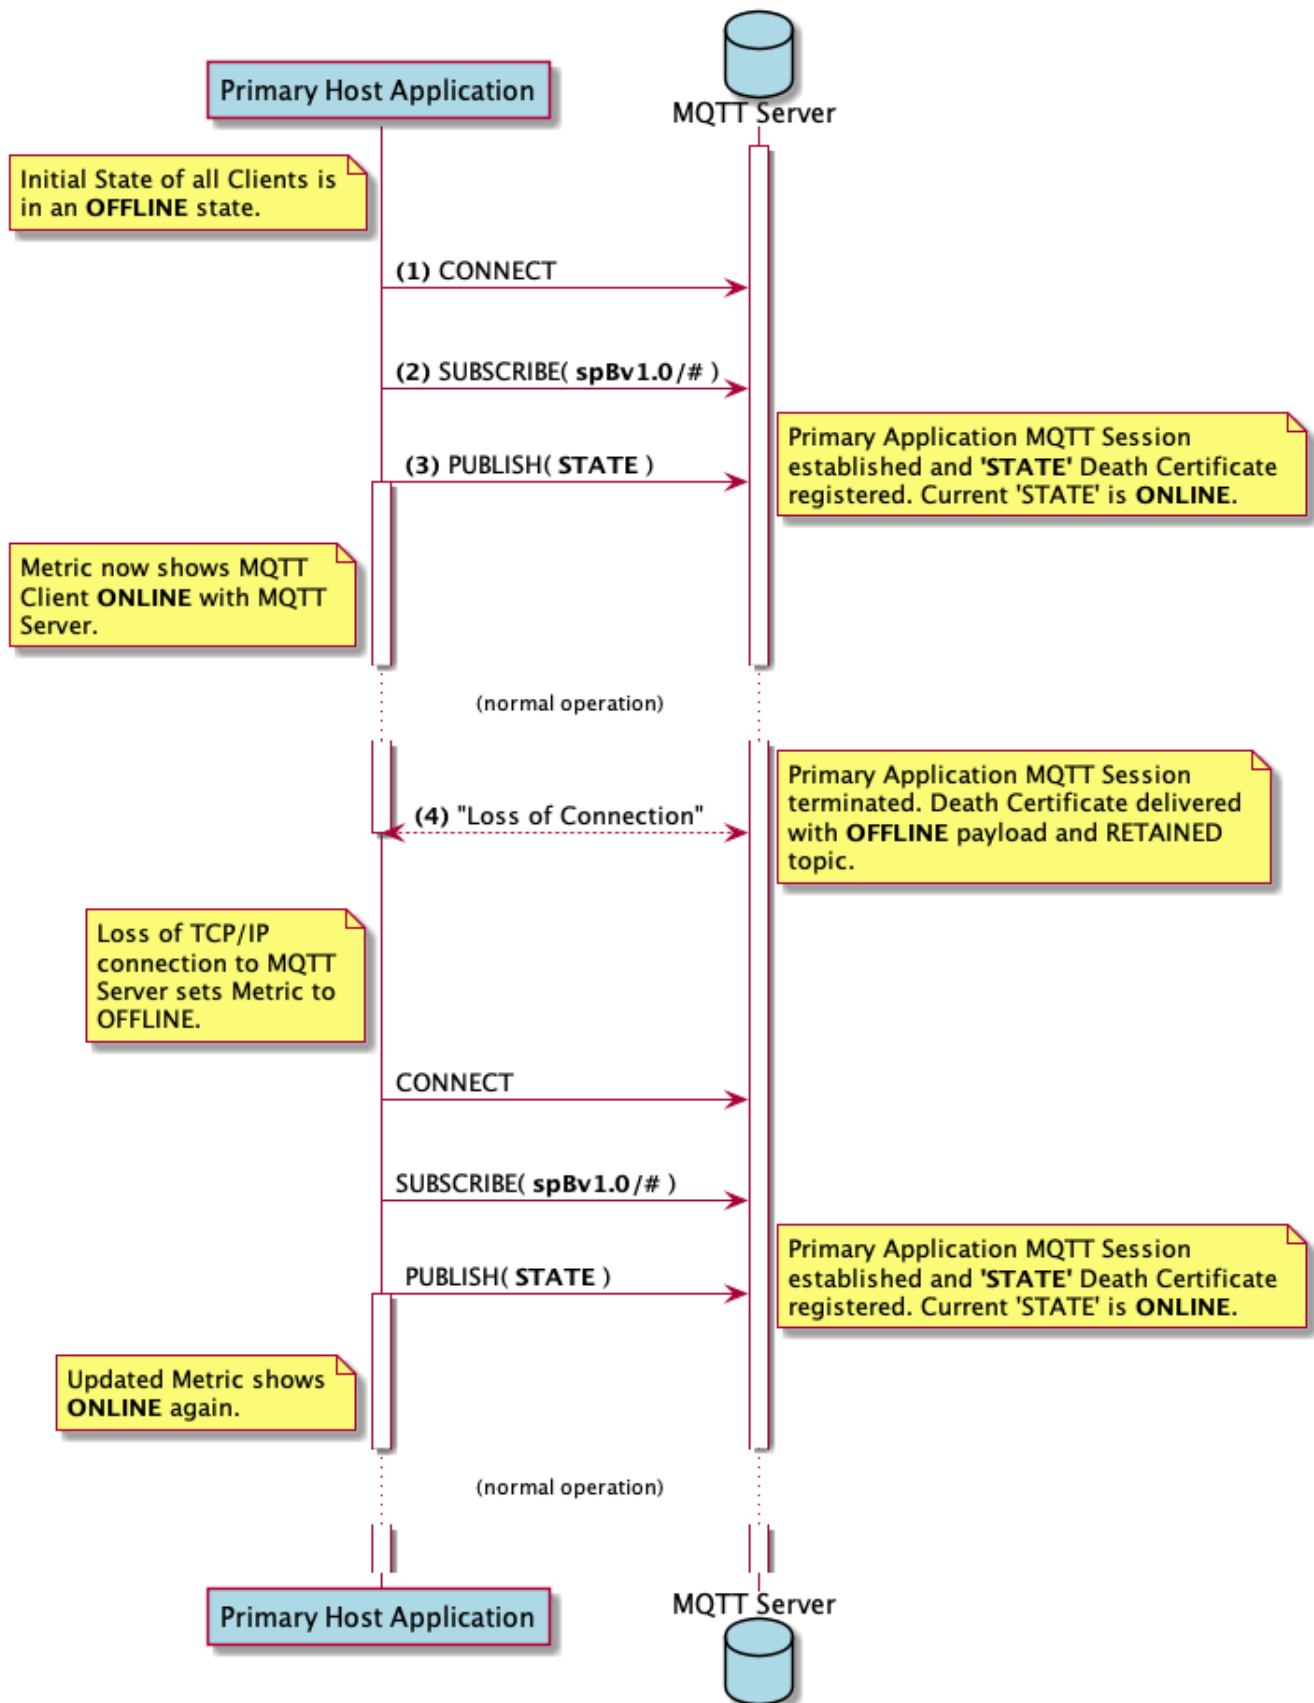 Primary Host Application
MQTT Server
Initial State of all Clients is
in an OFFLINE state.
(1) CONNECT
(2) SUBSCRIBE( spBv1.0/# )
(3) PUBLISH( STATE )
Primary Application MQTT Session
established and 'STATE' Death Certificate
registered. Current 'STATE' is ONLINE.
Metric now shows MQTT
Client ONLINE with MQTT
Server.
(normal operation)
Primary Application MQTT Session
terminated. Death Certificate delivered
with OFFLINE payload and RETAINED
topic.
(4) "Loss of Connection"
Loss of TCP/IP
connection to MQTT
Server sets Metric to
OFFLINE.
CONNECT
SUBSCRIBE( spBv1.0/# )
PUBLISH( STATE )
Primary Application MQTT Session
established and 'STATE' Death Certificate
registered. Current 'STATE' is ONLINE.
Updated Metric shows
ONLINE again.
(normal operation)
Primary Host Application
MQTT Server